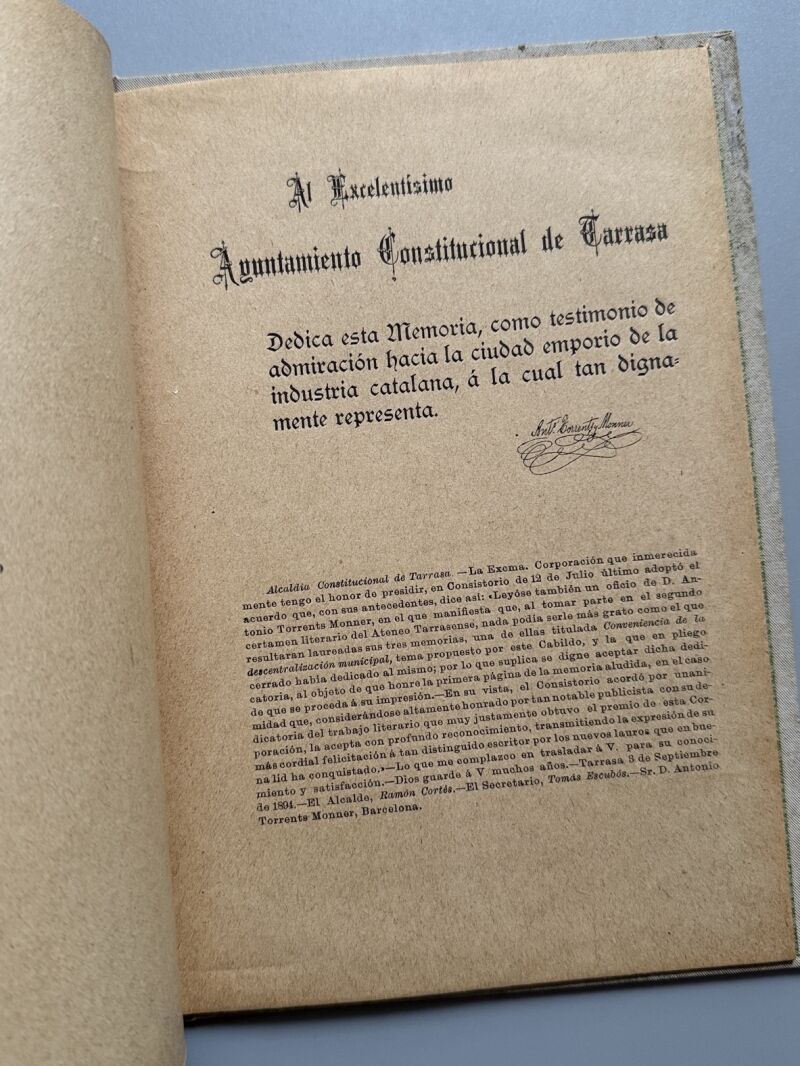 Al Excelentísimo
Ayuntamiento Constitucional de Tarrasa
Dedica esta Memoria, como testimonio de
admiración hacia la ciudad emporio de la
industria catalana, á la cual tan digna-
mente representa.
Ant.º Torrents y Monner
Alcaldía Constitucional de Tarrasa.—La Excma. Corporación que inmerecida
mente tengo el honor de presidir, en Consistorio de 12 de Julio último adoptó el
acuerdo que, con sus antecedentes, dice así: «Leyóse también un oficio de D. An-
tonio Torrents Monner, en el que manifiesta que, al tomar parte en el segundo
certamen literario del Ateneo Tarrasense, nada podía serle más grato como el que
resultaran laureadas sus tres memorias, una de ellas titulada Conveniencia de la
descentralización municipal, tema propuesto por este Cabildo, y la que en pliego
cerrado había dedicado al mismo; por lo que suplica se digne aceptar dicha dedi-
catoria, al objeto de que honre la primera página de la memoria aludida, en el caso
de que se proceda á su impresión.—En su vista, el Consistorio acordó por unani-
midad que, considerándose altamente honrado por tan notable publicista con su de-
dicatoria del trabajo literario que muy justamente obtuvo el premio de esta Cor-
poración, la acepta con profundo reconocimiento, transmitiendo la expresión de su
más cordial felicitación á tan distinguido escritor por los nuevos lauros que en bue-
na lid ha conquistado.»—Lo que me complazco en trasladar á V. para su conoci-
miento y satisfacción.—Dios guarde á V muchos años.—Tarrasa 3 de Septiembre
de 1894.—El Alcalde, Ramón Cortés.—El Secretario, Tomás Escubós.—Sr. D. Antonio
Torrents Monner, Barcelona.